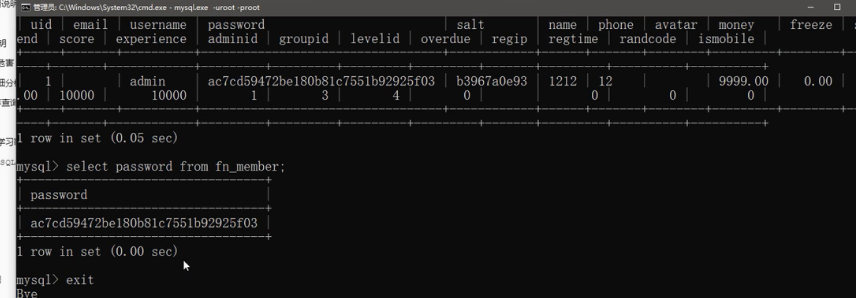 管理员: C:\Windows\System32\cmd.exe - mysql.exe -uroot -proot
| uid | email | username | password | salt | name | phone | avatar | money | freeze |
end | score | experience | adminid | groupid | levelid | overdue | regip | regtime | randcode | ismobile |
| 1 | | admin | ac7cd59472be180b81c7551b92925f03 | b3967a0e93 | 1212 | 12 | | 9999.00 | 0.00 |
00 | 10000 | 10000 | 1 | 3 | 4 | 0 | | 0 | 0 | 0 |
1 row in set (0.05 sec)
mysql> select password from fn_member;
| password |
| ac7cd59472be180b81c7551b92925f03 |
1 row in set (0.00 sec)
mysql> exit
Bye